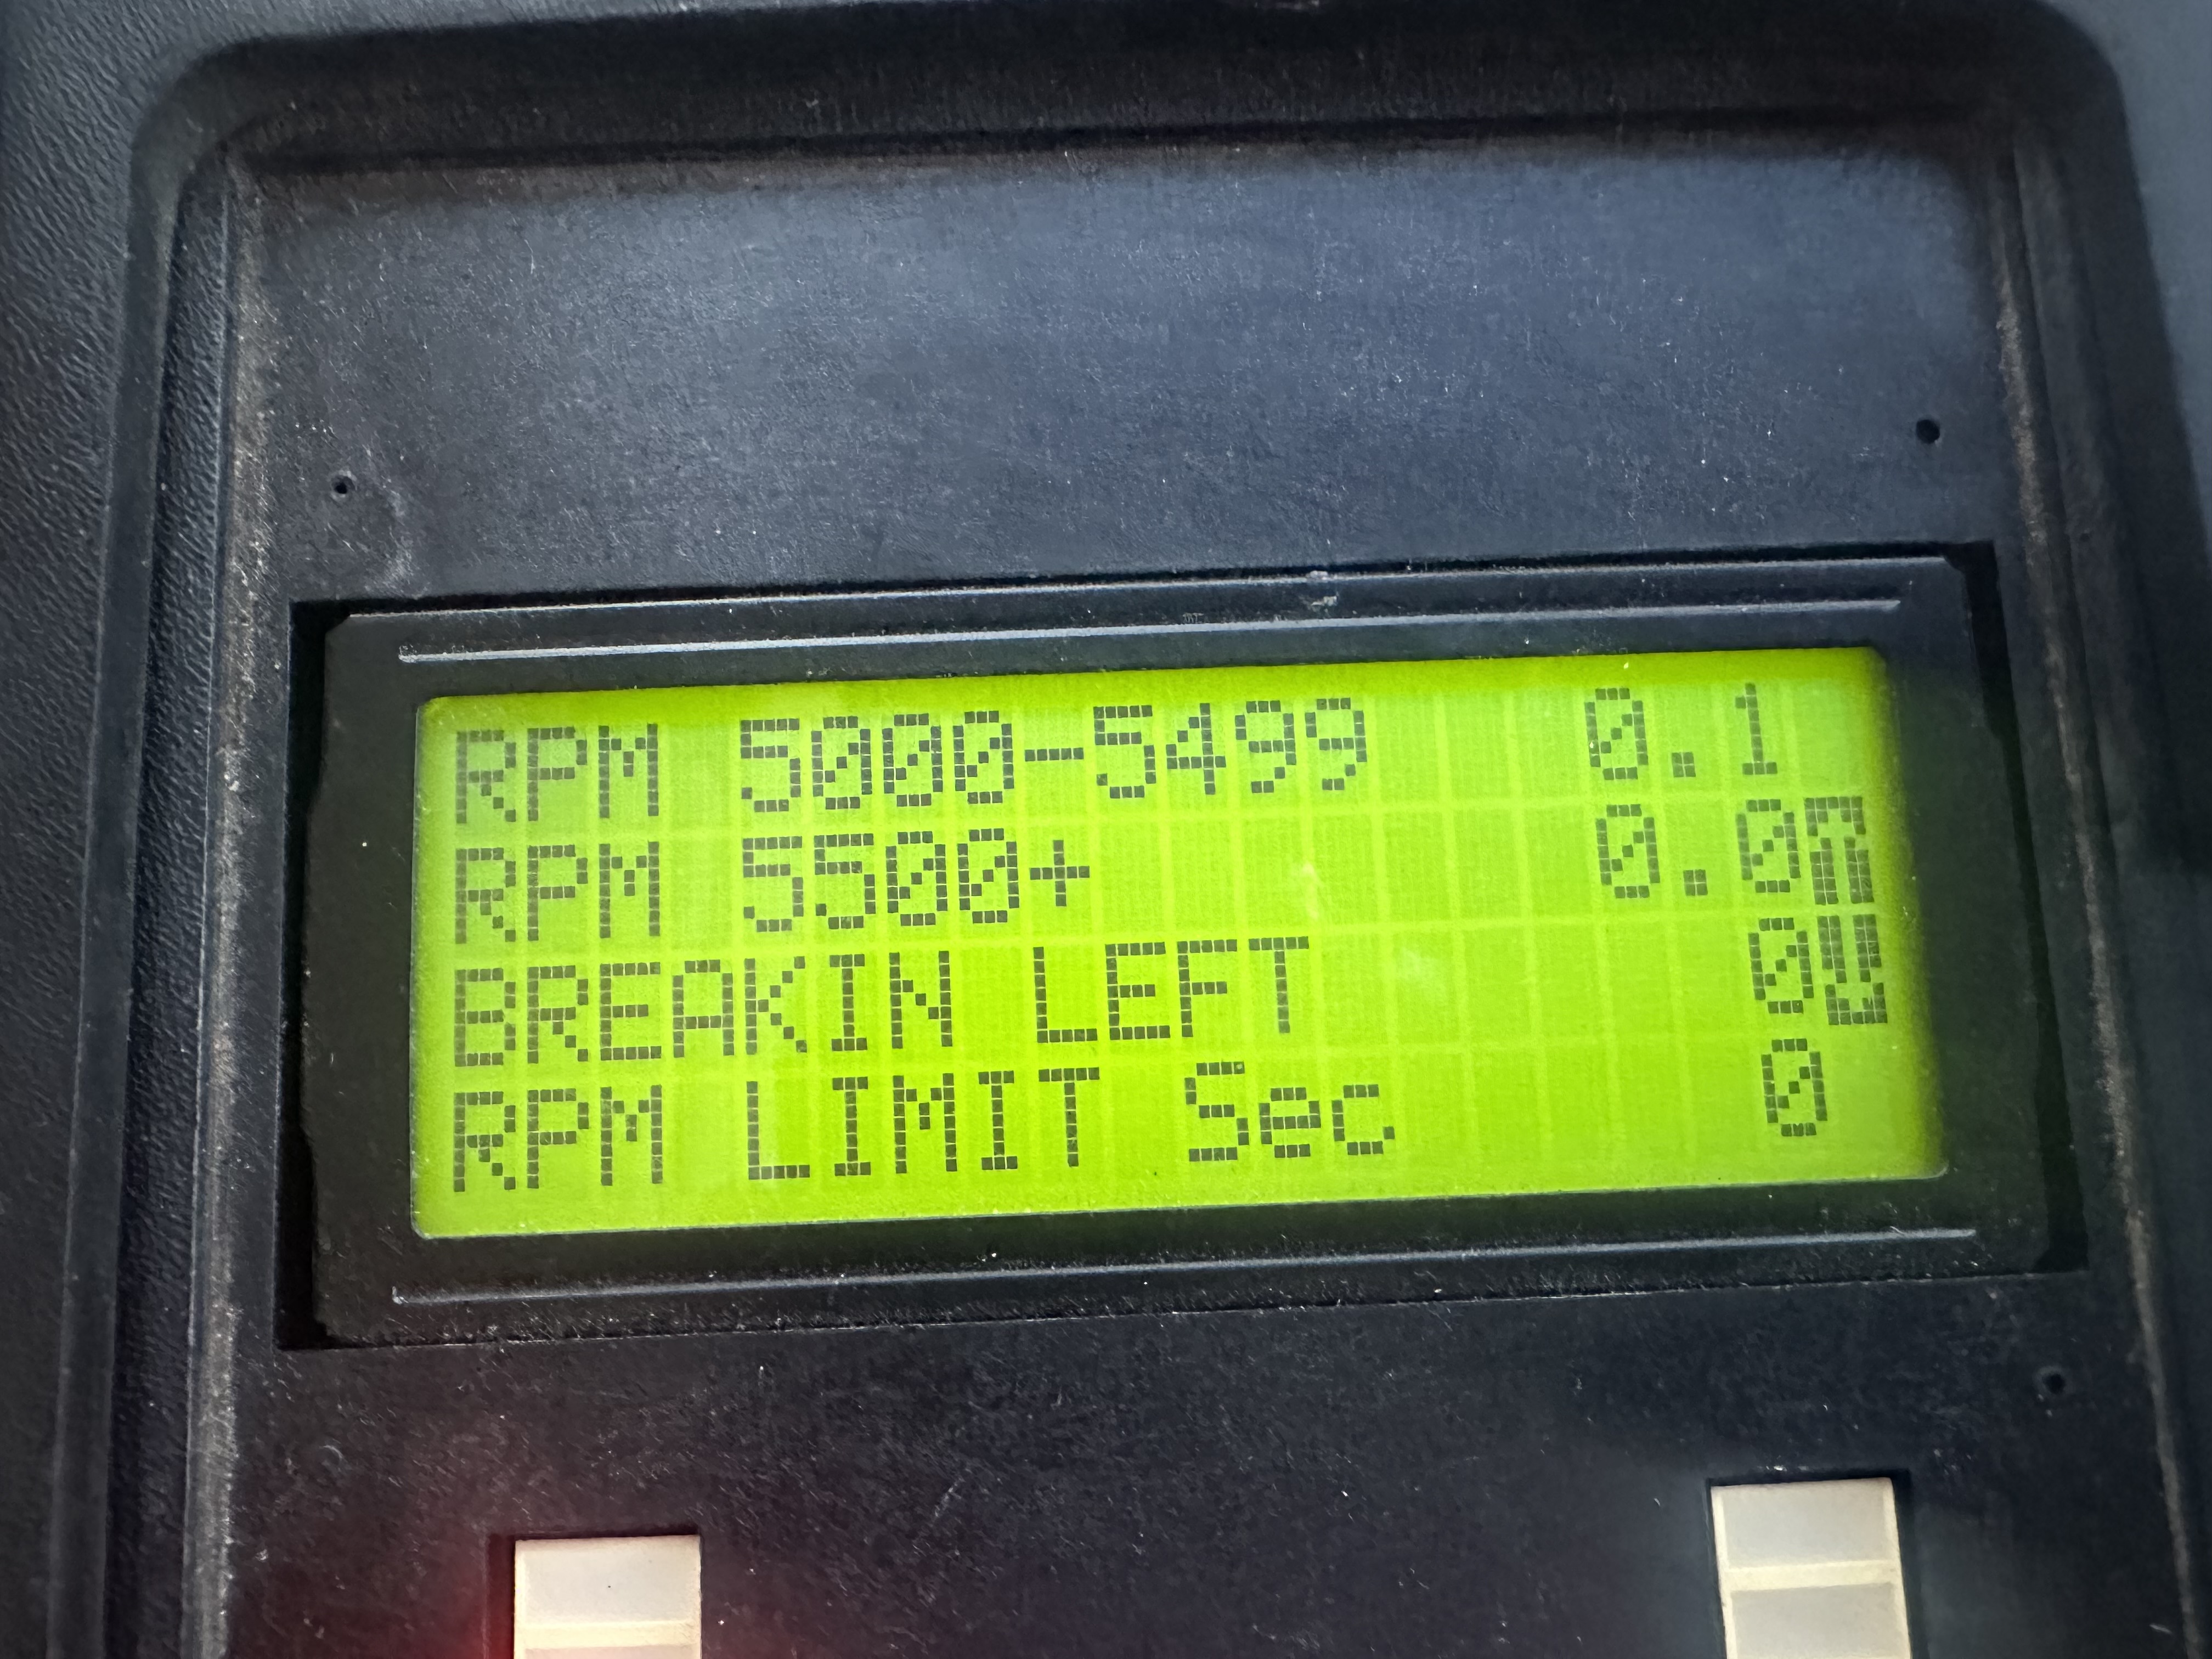 RPM 5000-5499 0.1
RPM 5500+ 0.0
BREAKIN LEFT 0
RPM LIMIT Sec 0